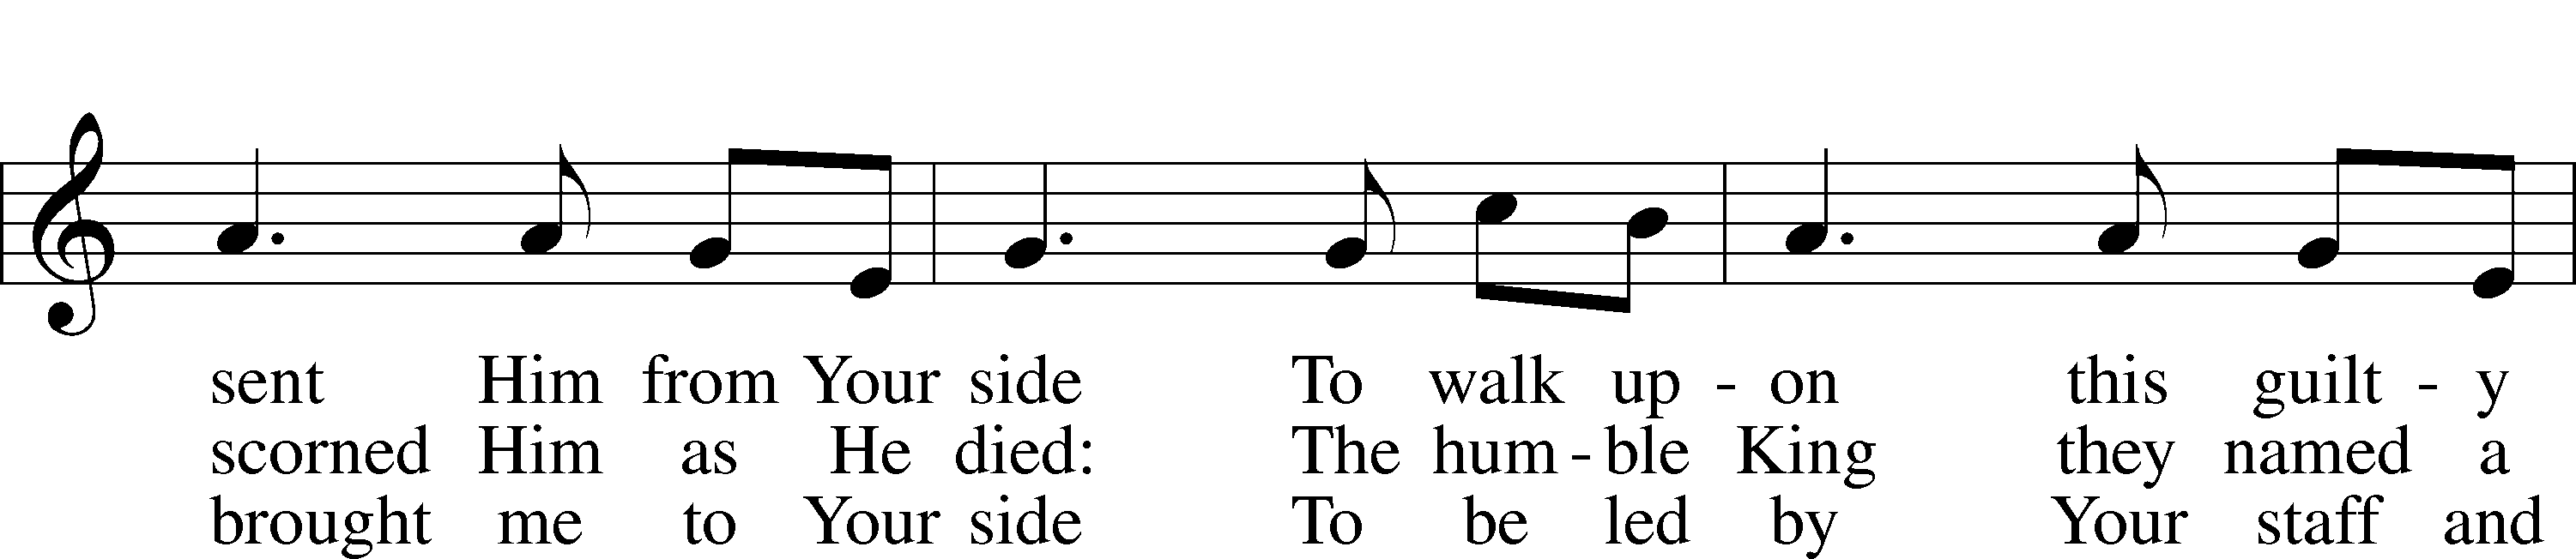 sent Him from Your side To walk up - on this guilt - y
scorned Him as He died: The hum - ble King they named a
brought me to Your side To be led by Your staff and